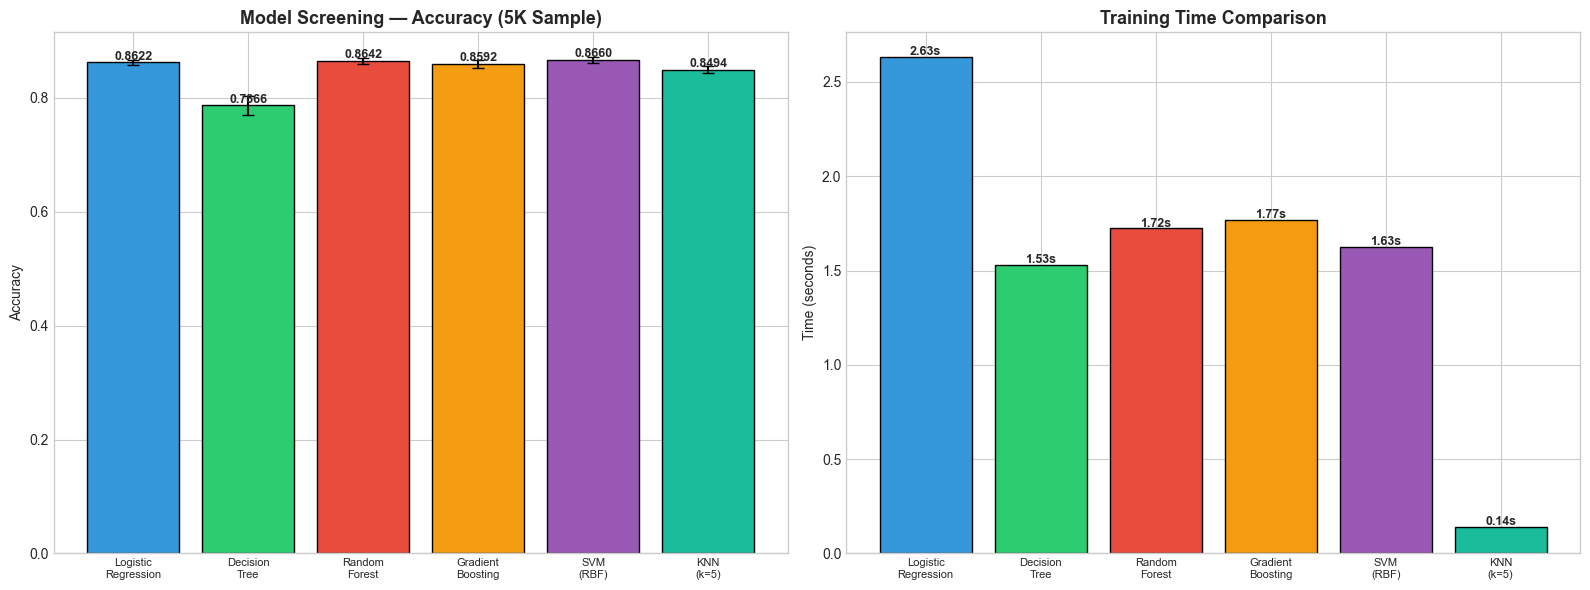 Model Screening — Accuracy (5K Sample)
Accuracy
0.8
0.6
0.4
0.2
0.0
0.8622
0.7866
0.8642
0.8592
0.8660
0.8494
Logistic
Regression
Decision
Tree
Random
Forest
Gradient
Boosting
SVM
(RBF)
KNN
(k=5)
Training Time Comparison
Time (seconds)
2.5
2.0
1.5
1.0
0.5
0.0
2.63s
1.53s
1.72s
1.77s
1.63s
0.14s
Logistic
Regression
Decision
Tree
Random
Forest
Gradient
Boosting
SVM
(RBF)
KNN
(k=5)